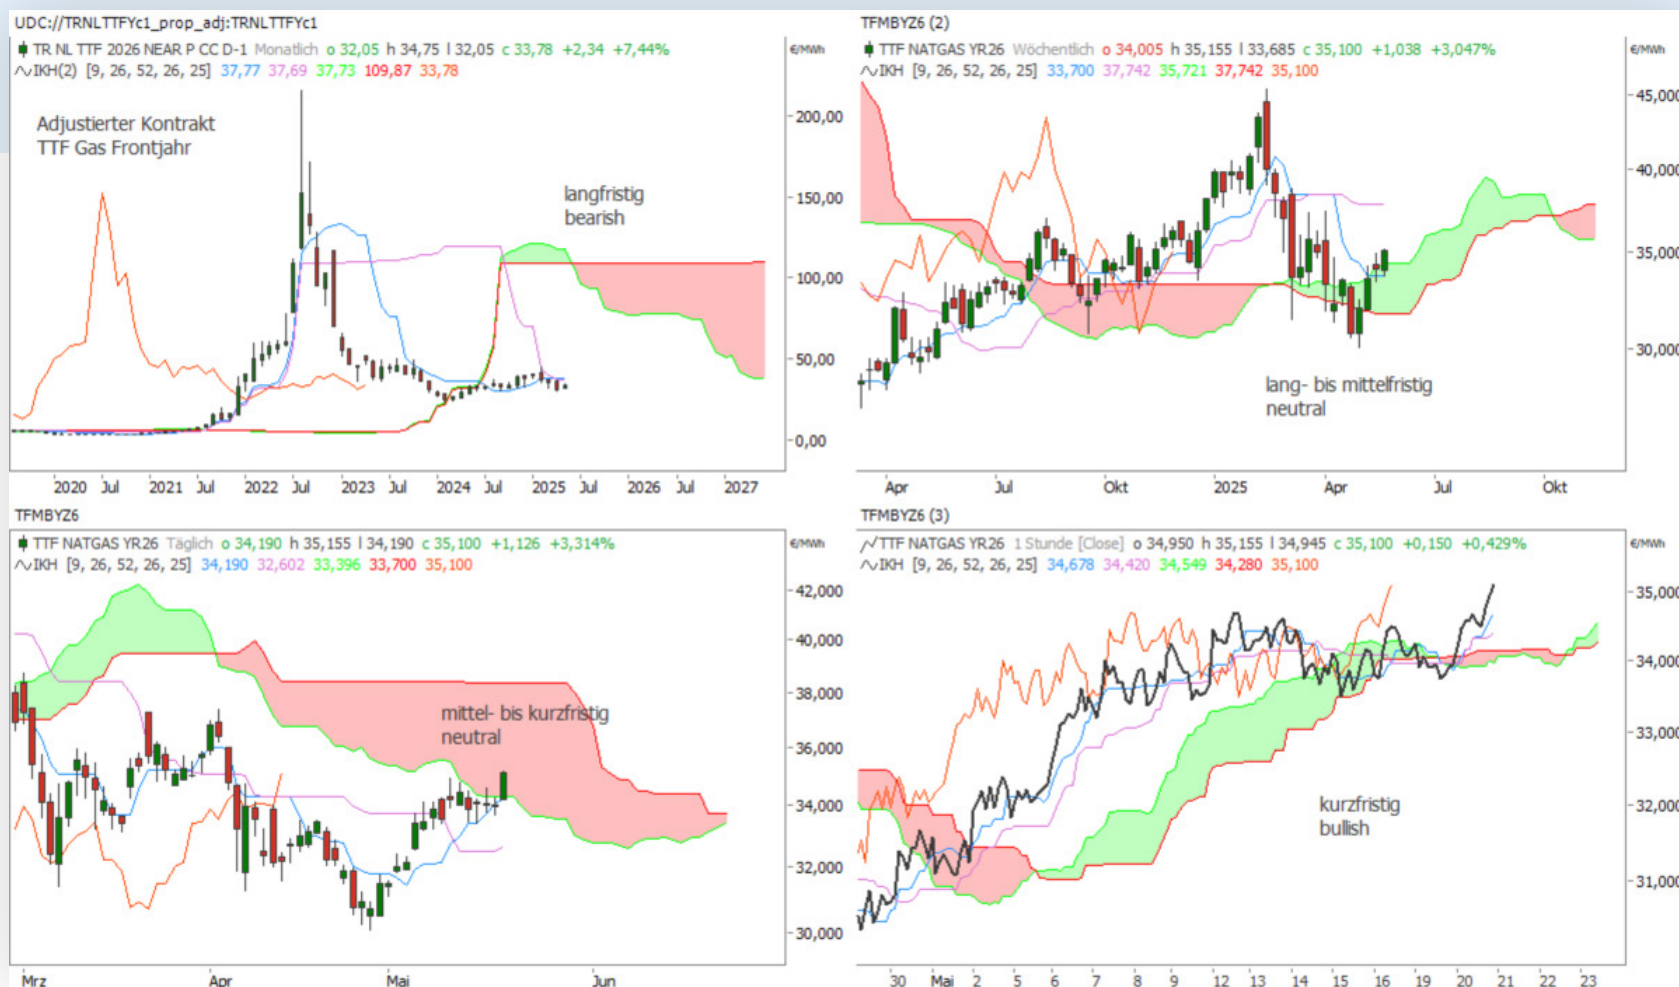 UDC://TRNLTTFYc1_prop_adj:TRNLTTFYc1
TR NL TTF 2026 NEAR P CC D-1 Monatlich o 32,05 h 34,75 l 32,05 c 33,78 +2,34 +7,44%
€/MWh
IKH(2) [9, 26, 52, 26, 25] 37,77 37,69 37,73 109,87 33,78
Adjustierter Kontrakt
TTF Gas Frontjahr
langfristig
bearish
200,00
150,00
100,00
50,00
0,00
2020 Jul 2021 Jul 2022 Jul 2023 Jul 2024 Jul 2025 Jul 2026 Jul 2027
TFMBYZ6 (2)
TTF NATGAS YR26 Wöchentlich o 34,005 h 35,155 l 33,685 c 35,100 +1,038 +3,047%
€/MWh
IKH [9, 26, 52, 26, 25] 33,700 37,742 35,721 37,742 35,100
45,000
40,000
35,000
30,000
lang- bis mittelfristig
neutral
Apr Jul Okt 2025 Apr Jul Okt
TFMBYZ6
TTF NATGAS YR26 Täglich o 34,190 h 35,155 l 34,190 c 35,100 +1,126 +3,314%
€/MWh
IKH [9, 26, 52, 26, 25] 34,190 32,602 33,396 33,700 35,100
42,000
40,000
38,000
36,000
34,000
32,000
30,000
mittel- bis kurzfristig
neutral
Mrz Apr Mai Jun
TFMBYZ6 (3)
TTF NATGAS YR26 1 Stunde [Close] o 34,950 h 35,155 l 34,945 c 35,100 +0,150 +0,429%
€/MWh
IKH [9, 26, 52, 26, 25] 34,678 34,420 34,549 34,280 35,100
35,000
34,000
33,000
32,000
31,000
kurzfristig
bullish
30 Mai 2 5 6 7 8 9 12 13 14 15 16 19 20 21 22 23